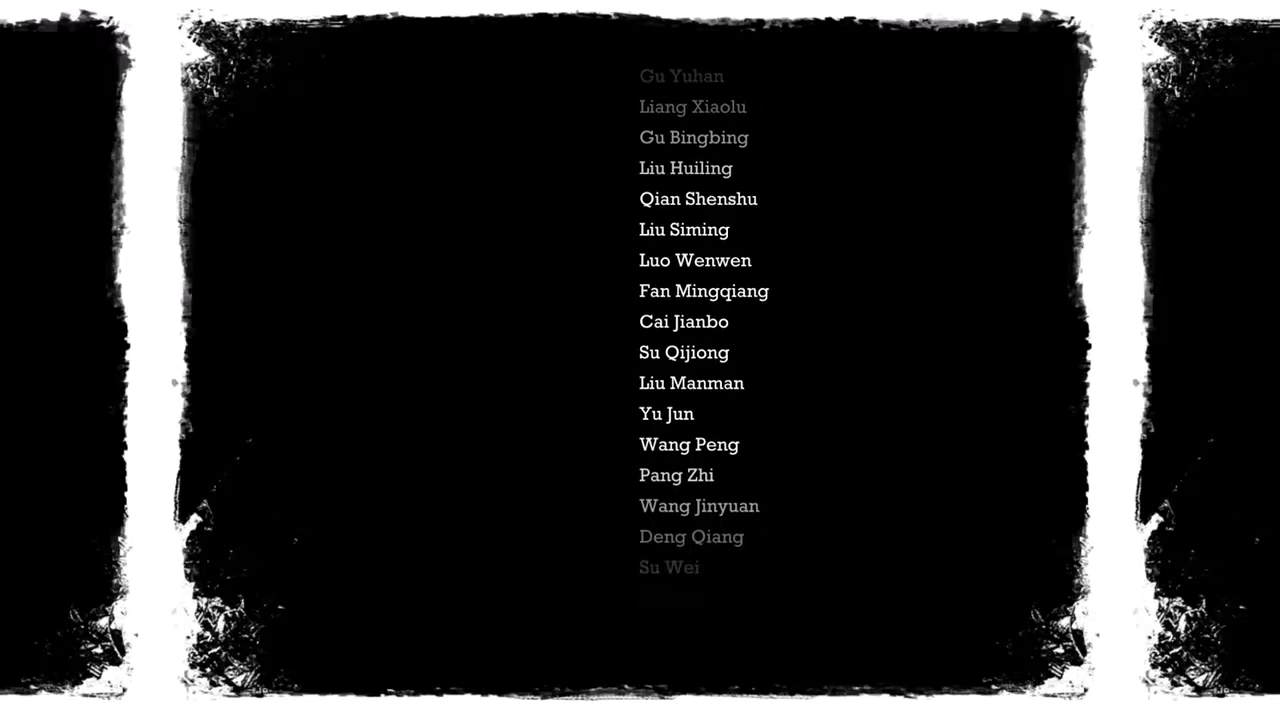 Gu Yuhan
Liang Xiaolu
Gu Bingbing
Liu Huiling
Qian Shenshu
Liu Siming
Luo Wenwen
Fan Mingqiang
Cai Jianbo
Su Qijiong
Liu Manman
Yu Jun
Wang Peng
Pang Zhi
Wang Jinyuan
Deng Qiang
Su Wei